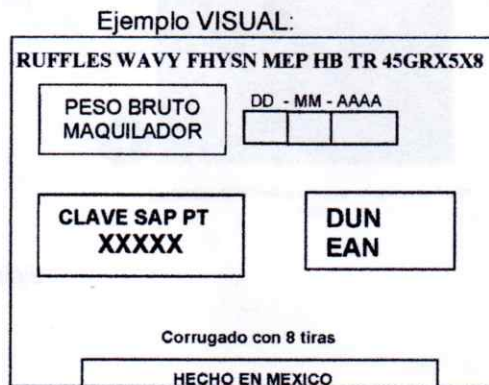 Ejemplo VISUAL:
RUFFLES WAVY FHYSN MEP HB TR 45GRX5X8
PESO BRUTO
MAQUILADOR
DD - MM - AAAA
CLAVE SAP PT
XXXXX
DUN
EAN
Corrugado con 8 tiras
HECHO EN MEXICO